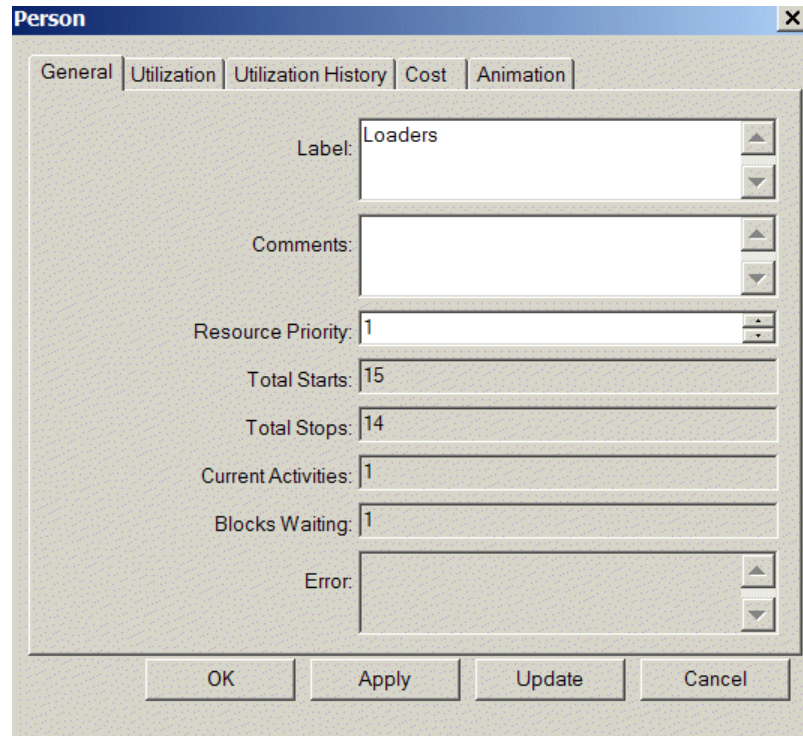 Person
General Utilization Utilization History Cost Animation
Label: Loaders
Comments:
Resource Priority: 1
Total Starts: 15
Total Stops: 14
Current Activities: 1
Blocks Waiting: 1
Error:
OK Apply Update Cancel